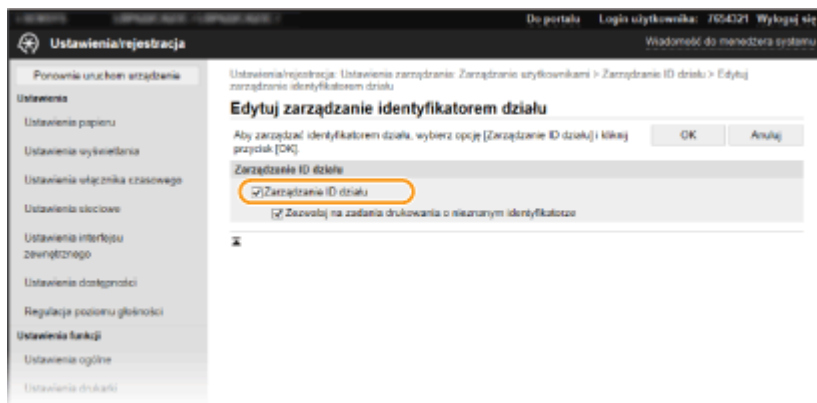 Do portalu Login użytkownika: 7654321 Wyloguj się
Ustawienia/rejestracja
Wiadomość do menedżera systemu
Ponownie uruchom urządzenie
Ustawienia/rejestracja: Ustawienia zarządzania: Zarządzanie użytkownikami > Zarządzanie ID działu > Edytuj
zarządzanie identyfikatorem działu
Ustawienia
Edytuj zarządzanie identyfikatorem działu
Ustawienia papieru
Aby zarządzać identyfikatorem działu, wybierz opcję [Zarządzanie ID działu] i kliknij
przycisk [OK].
OK Anuluj
Ustawienia wyświetlania
Zarządzanie ID działu
Ustawienia włącznika czasowego
Zarządzanie ID działu
Ustawienia sieciowe
Zezwalaj na zadania drukowania o nieznanym identyfikatorze
Ustawienia interfejsu
zewnętrznego
Ustawienia dostępności
Regulacja poziomu głośności
Ustawienia funkcji
Ustawienia ogólne
Ustawienia drukarki